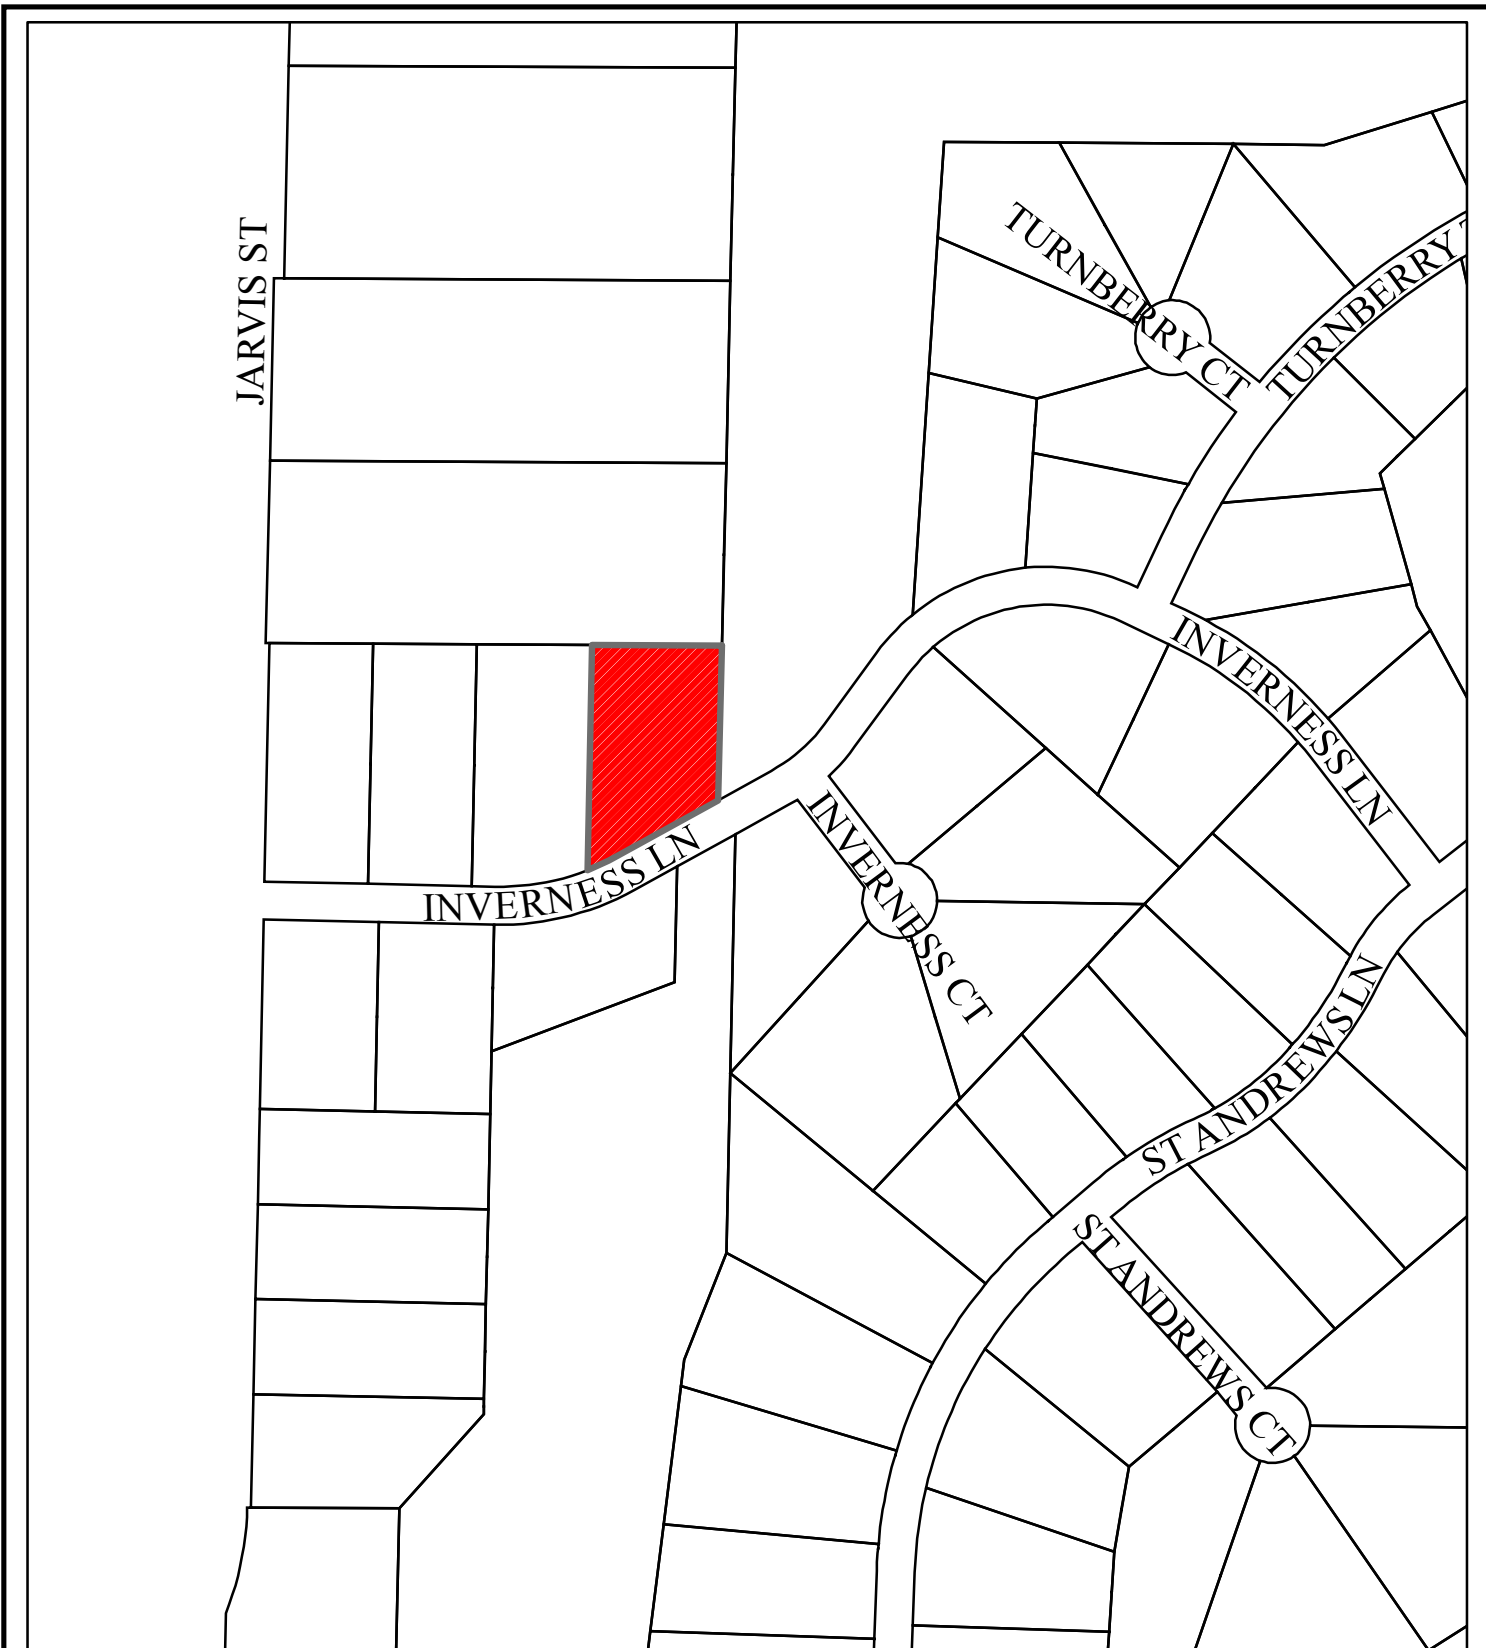 JARVIS ST
TURNBERRY CT
TURNBERRY
INVERNESS LN
INVERNESS LN
INVERNESS CT
ST ANDREWS LN
ST ANDREWS CT